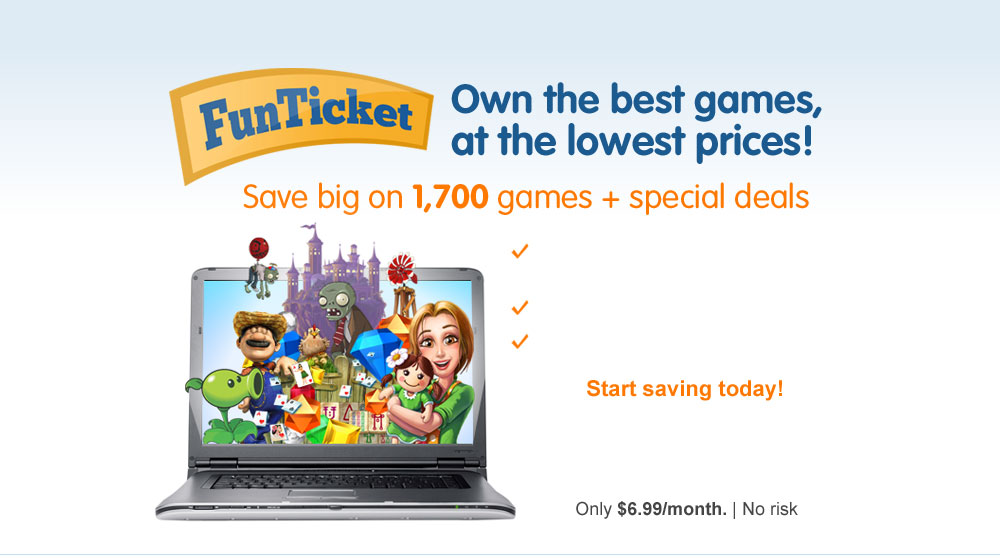 FunTicket
Own the best games,
at the lowest prices!
Save big on 1,700 games + special deals
Start saving today!
Only $6.99/month. | No risk